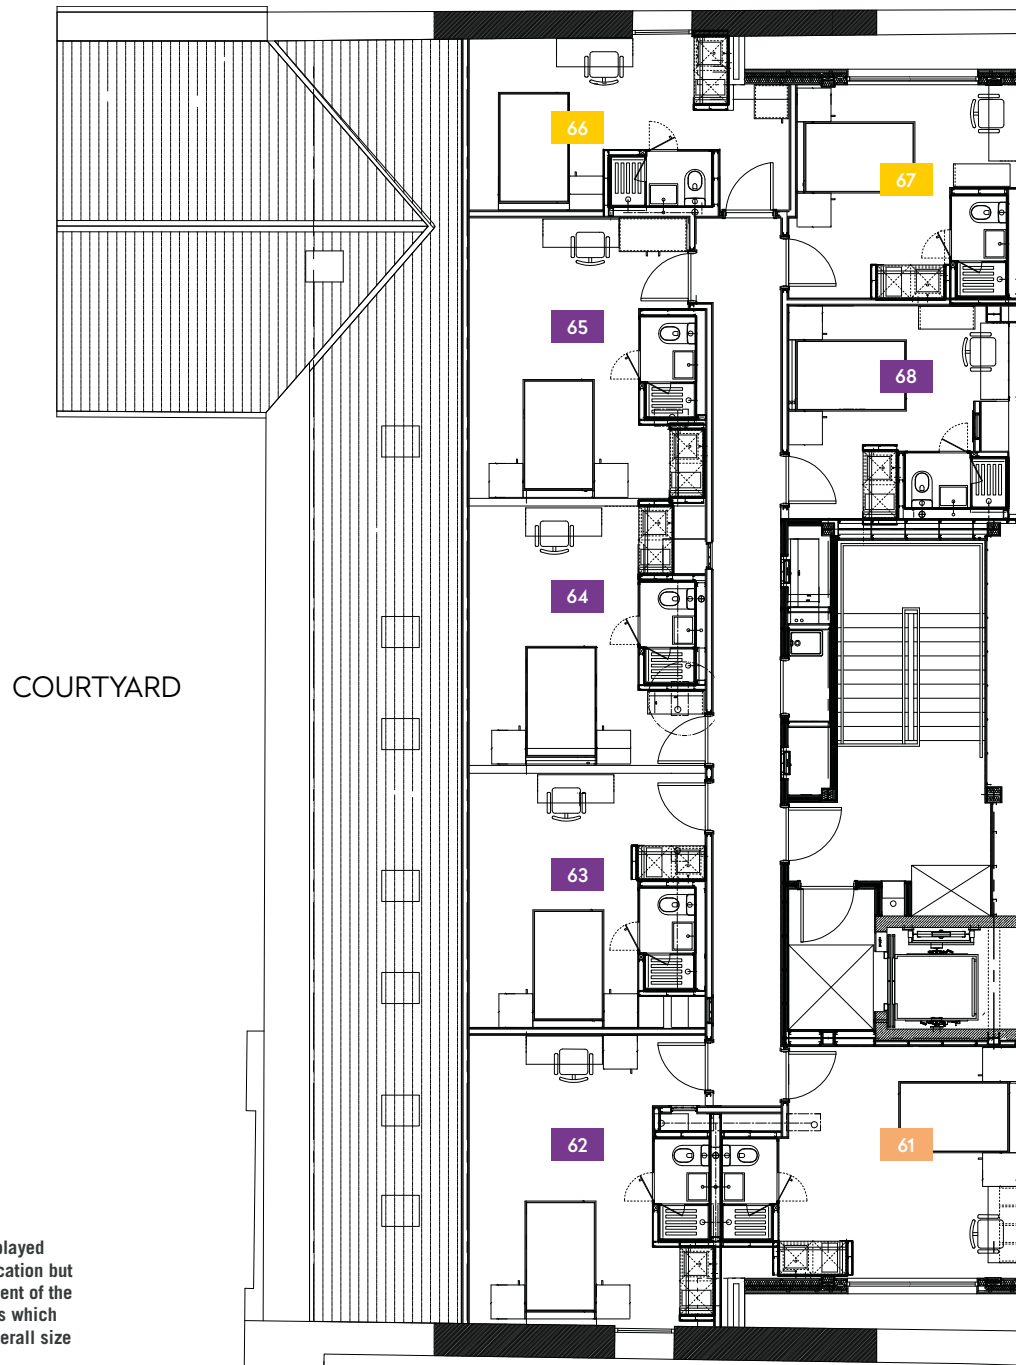 66
67
65
68
64
COURTYARD
63
62
61
played
cation but
ent of the
s which
erall size